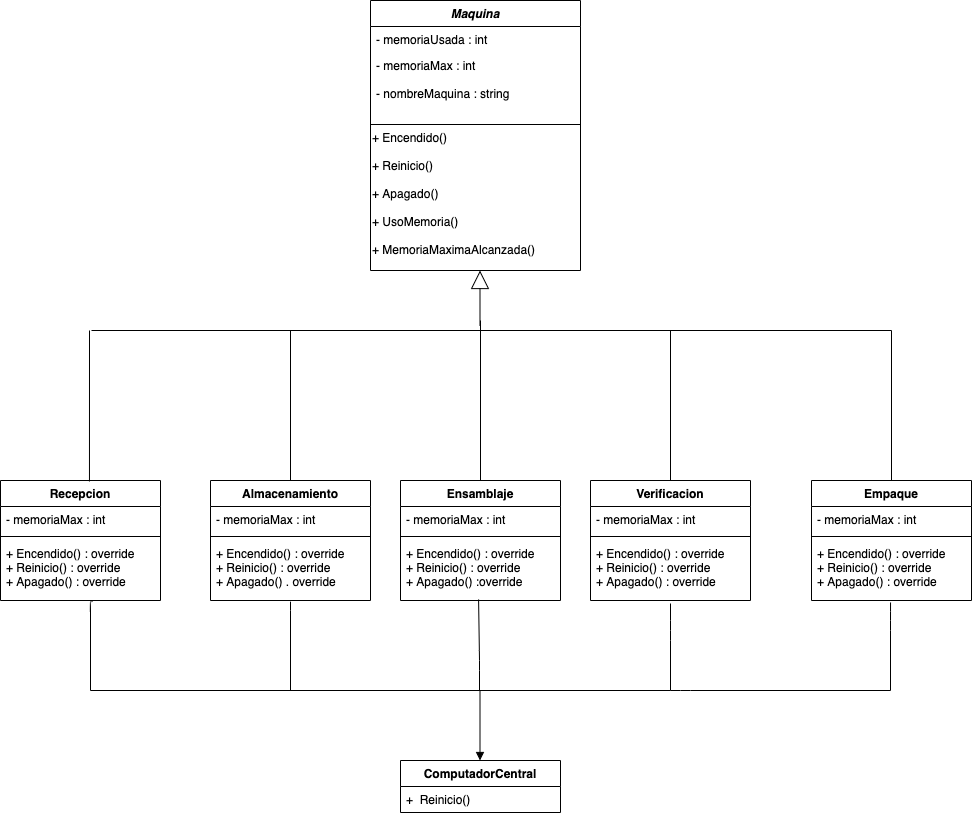 Maquina
- memoriaUsada : int
- memoriaMax : int
- nombreMaquina : string
+ Encendido()
+ Reinicio()
+ Apagado()
+ UsoMemoria()
+ MemoriaMaximaAlcanzada()
Recepcion
- memoriaMax : int
+ Encendido() : override
+ Reinicio() : override
+ Apagado() : override
Almacenamiento
- memoriaMax : int
+ Encendido() : override
+ Reinicio() : override
+ Apagado() . override
Ensamblaje
- memoriaMax : int
+ Encendido() : override
+ Reinicio() : override
+ Apagado() :override
Verificacion
- memoriaMax : int
+ Encendido() : override
+ Reinicio() : override
+ Apagado() : override
Empaque
- memoriaMax : int
+ Encendido() : override
+ Reinicio() : override
+ Apagado() : override
ComputadorCentral
+ Reinicio()